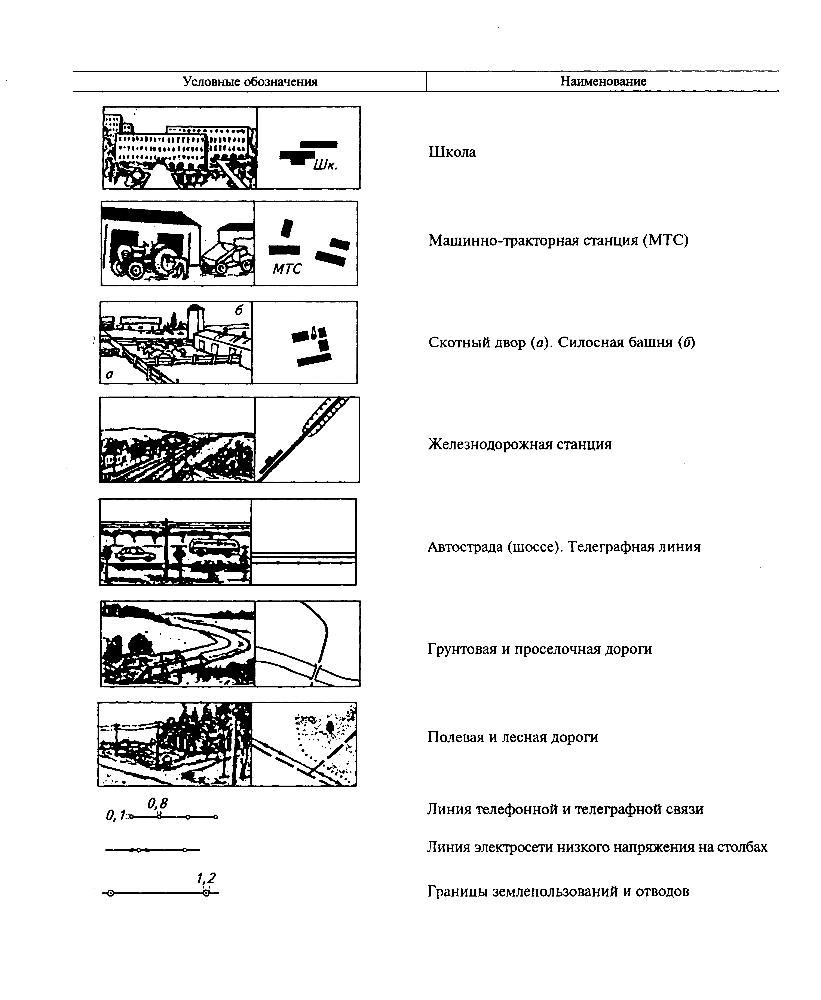 Условные обозначения Наименование
Шк.
Школа
МТС
Машинно-тракторная станция (МТС)
б
а
Скотный двор (а). Силосная башня (б)
Железнодорожная станция
Автострада (шоссе). Телеграфная линия
Грунтовая и проселочная дороги
Полевая и лесная дороги
0,8
0,1
Линия телефонной и телеграфной связи
Линия электросети низкого напряжения на столбах
1,2
Границы землепользований и отводов